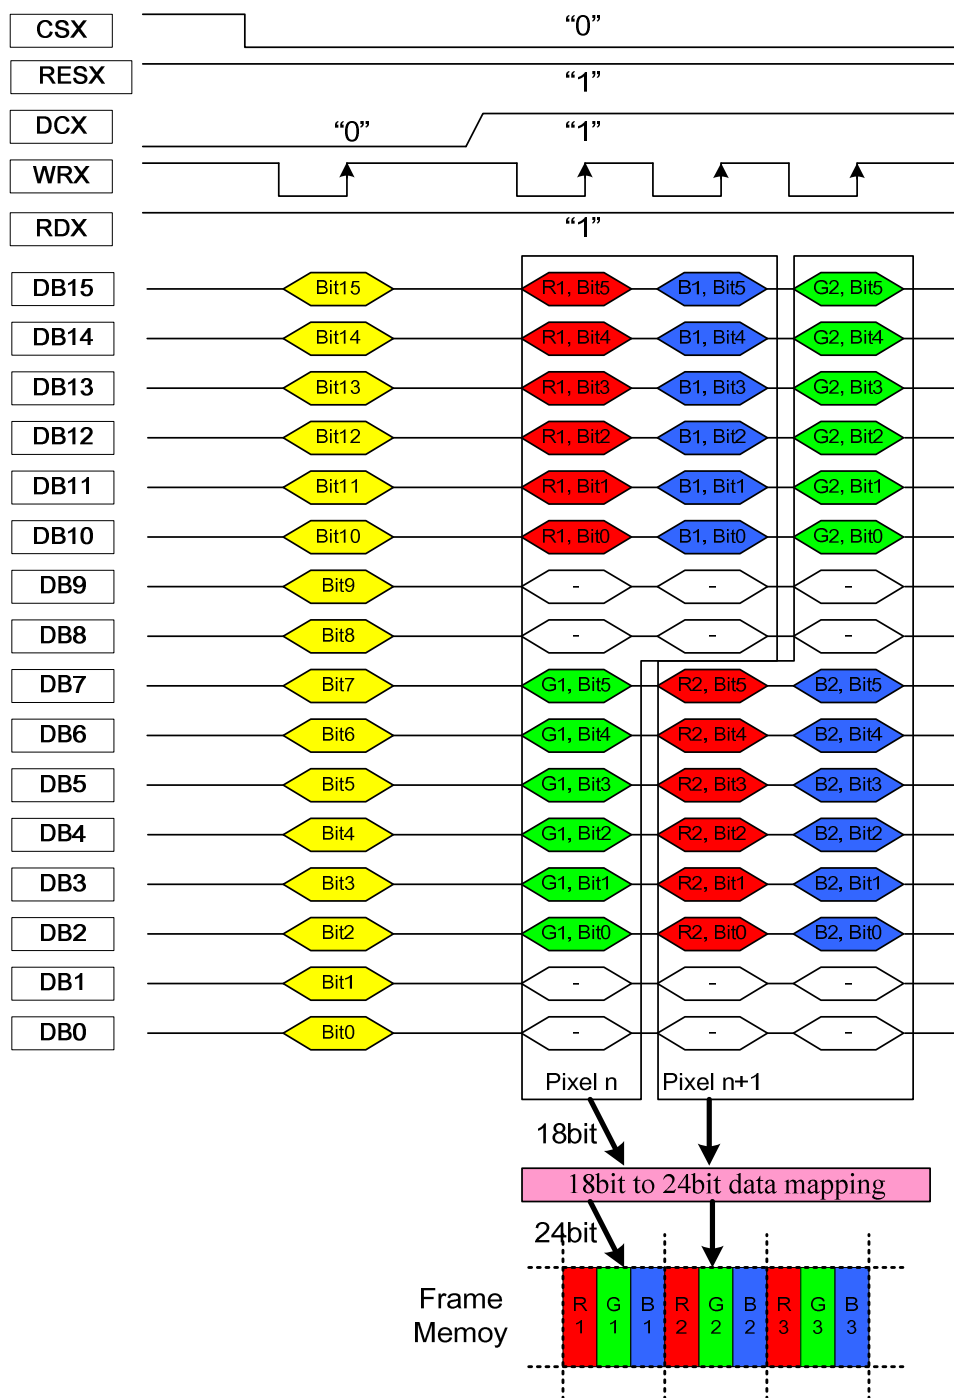 CSX “0”
RESX “1”
DCX “0” “1”
WRX
RDX “1”
DB15 Bit15 R1, Bit5 B1, Bit5 G2, Bit5
DB14 Bit14 R1, Bit4 B1, Bit4 G2, Bit4
DB13 Bit13 R1, Bit3 B1, Bit3 G2, Bit3
DB12 Bit12 R1, Bit2 B1, Bit2 G2, Bit2
DB11 Bit11 R1, Bit1 B1, Bit1 G2, Bit1
DB10 Bit10 R1, Bit0 B1, Bit0 G2, Bit0
DB9 Bit9 - - -
DB8 Bit8 - - -
DB7 Bit7 G1, Bit5 R2, Bit5 B2, Bit5
DB6 Bit6 G1, Bit4 R2, Bit4 B2, Bit4
DB5 Bit5 G1, Bit3 R2, Bit3 B2, Bit3
DB4 Bit4 G1, Bit2 R2, Bit2 B2, Bit2
DB3 Bit3 G1, Bit1 R2, Bit1 B2, Bit1
DB2 Bit2 G1, Bit0 R2, Bit0 B2, Bit0
DB1 Bit1 - - -
DB0 Bit0 - - -
Pixel n Pixel n+1
18bit
18bit to 24bit data mapping
24bit
Frame
Memoy
R G B R G B R G B
1 1 1 2 2 2 3 3 3